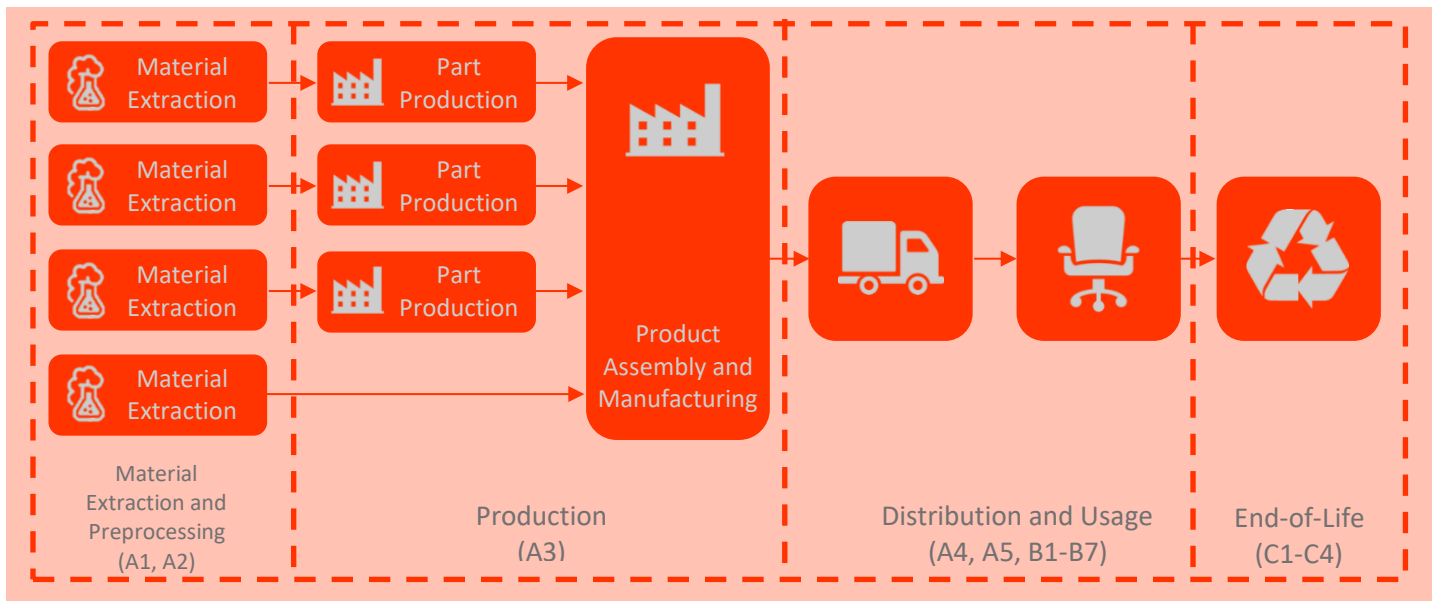 Material
Extraction
Part
Production
Material
Extraction
Part
Production
Material
Extraction
Part
Production
Material
Extraction
Product
Assembly and
Manufacturing
Material
Extraction and
Preprocessing
(A1, A2)
Production
(A3)
Distribution and Usage
(A4, A5, B1-B7)
End-of-Life
(C1-C4)